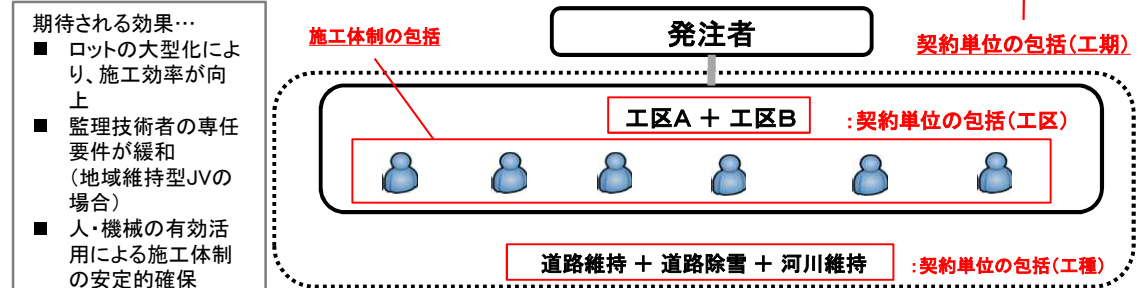 期待される効果…
■ ロットの大型化によ
り、施工効率が向
上
■ 監理技術者の専任
要件が緩和
(地域維持型JVの
場合)
■ 人・機械の有効活
用による施工体制
の安定的確保
施工体制の包括
発注者
契約単位の包括(工期)
工区A + 工区B
:契約単位の包括(工区)
道路維持 + 道路除雪 + 河川維持
:契約単位の包括(工種)